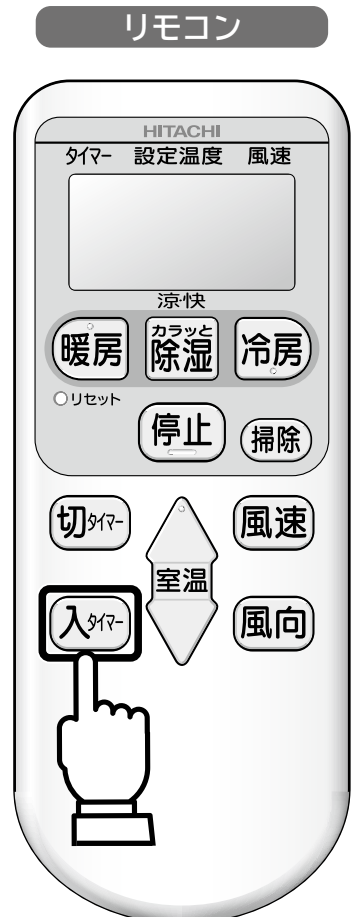 リモコン
HITACHI
タイマー 設定温度 風速
涼・快
暖房 カラッと除湿 冷房
リセット
停止 掃除
切タイマー 風速
室温
入タイマー 風向